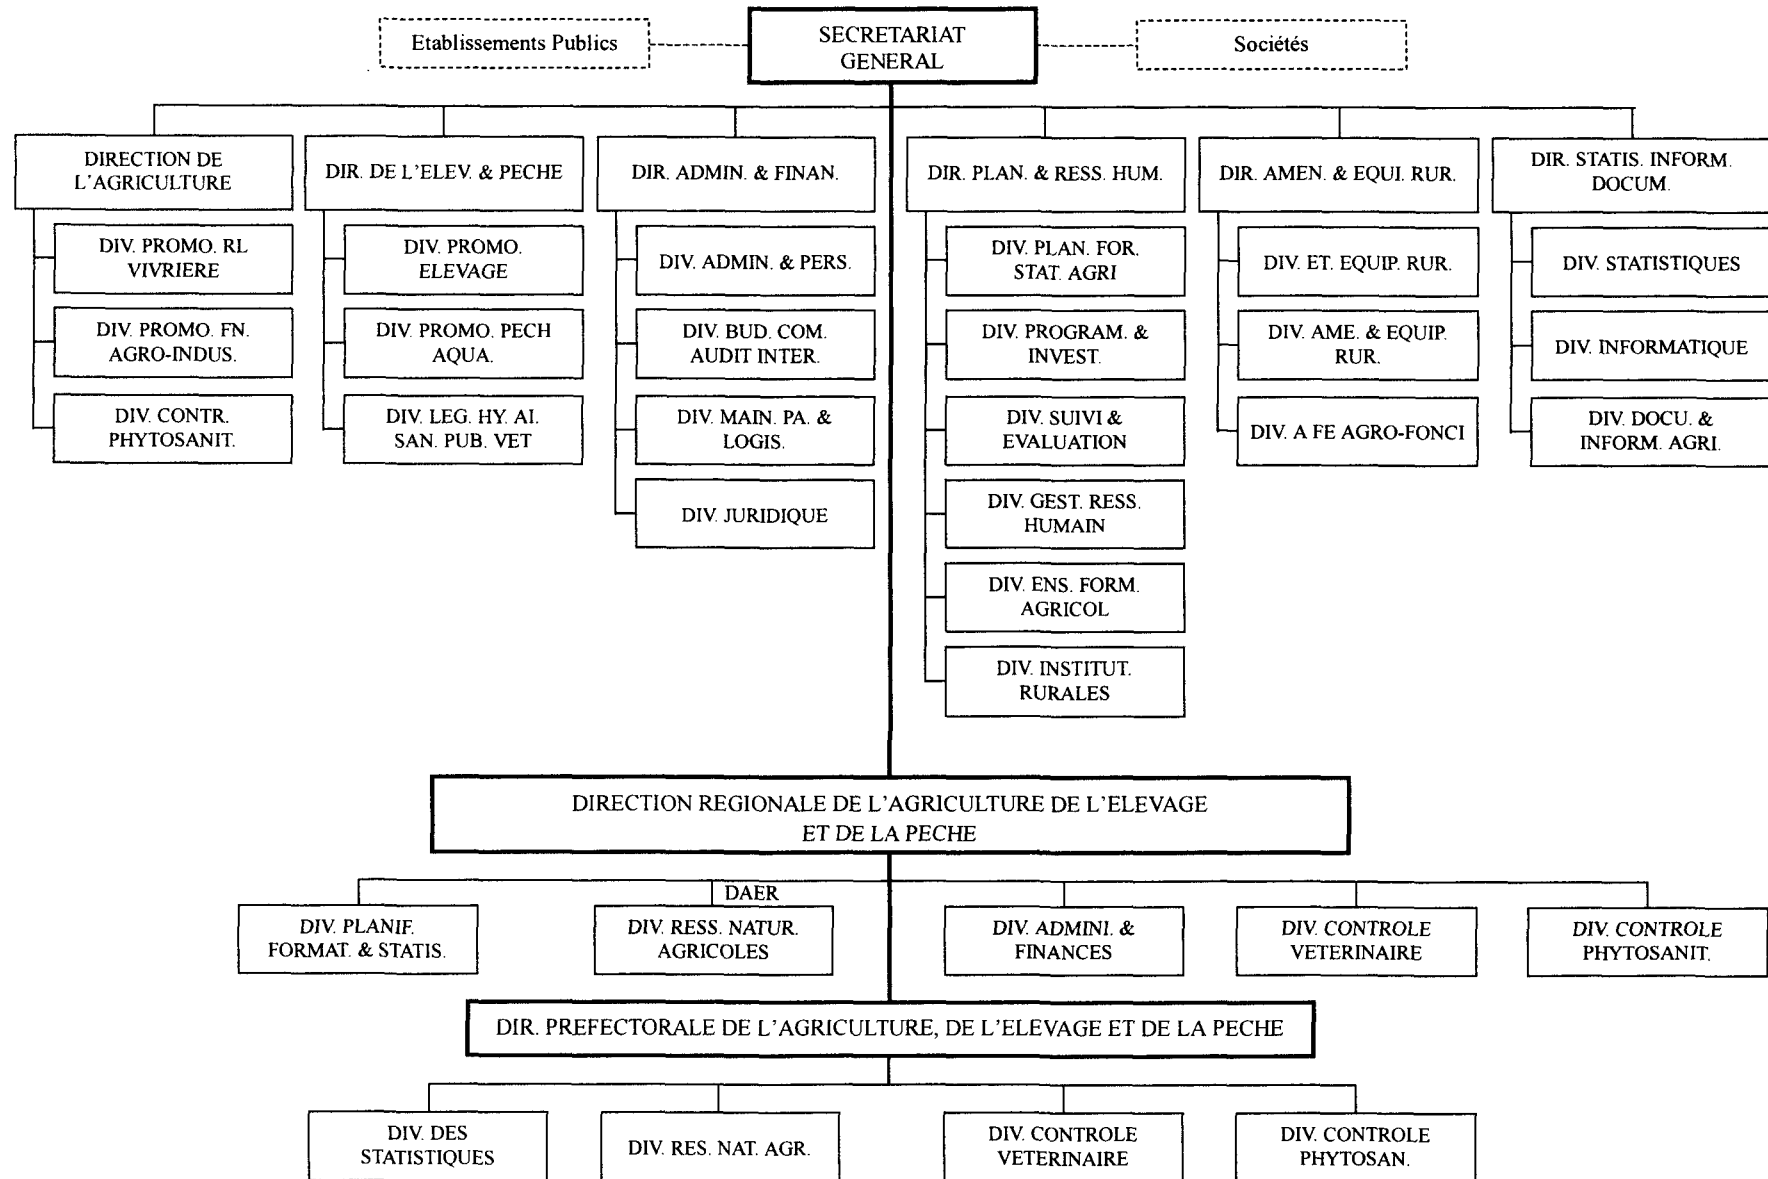 Etablissements Publics
SECRETARIAT
GENERAL
Sociétés
DIRECTION DE
L'AGRICULTURE
DIV. PROMO. RL
VIVRIERE
DIV. PROMO. FN.
AGRO-INDUS.
DIV. CONTR.
PHYTOSANIT.
DIR. DE L'ELEV. & PECHE
DIV. PROMO.
ELEVAGE
DIV. PROMO. PECH
AQUA.
DIV. LEG. HY. AI.
SAN. PUB. VET
DIR. ADMIN. & FINAN.
DIV. ADMIN. & PERS.
DIV. BUD. COM.
AUDIT INTER.
DIV. MAIN. PA. &
LOGIS.
DIV. JURIDIQUE
DIR. PLAN. & RESS. HUM.
DIV. PLAN. FOR.
STAT. AGRI
DIV. PROGRAM. &
INVEST.
DIV. SUIVI &
EVALUATION
DIV. GEST. RESS.
HUMAIN
DIV. ENS. FORM.
AGRICOL
DIV. INSTITUT.
RURALES
DIR. AMEN. & EQUI. RUR.
DIV. ET. EQUIP. RUR.
DIV. AME. & EQUIP.
RUR.
DIV. A FE AGRO-FONCI
DIR. STATIS. INFORM.
DOCUM.
DIV. STATISTIQUES
DIV. INFORMATIQUE
DIV. DOCU. &
INFORM. AGRI.
DIRECTION REGIONALE DE L'AGRICULTURE DE L'ELEVAGE
ET DE LA PECHE
DAER
DIV. PLANIF.
FORMAT. & STATIS.
DIV. RESS. NATUR.
AGRICOLES
DIV. ADMINI. &
FINANCES
DIV. CONTROLE
VETERINAIRE
DIV. CONTROLE
PHYTOSANIT.
DIR. PREFECTORALE DE L'AGRICULTURE, DE L'ELEVAGE ET DE LA PECHE
DIV. DES
STATISTIQUES
DIV. RES. NAT. AGR.
DIV. CONTROLE
VETERINAIRE
DIV. CONTROLE
PHYTOSAN.